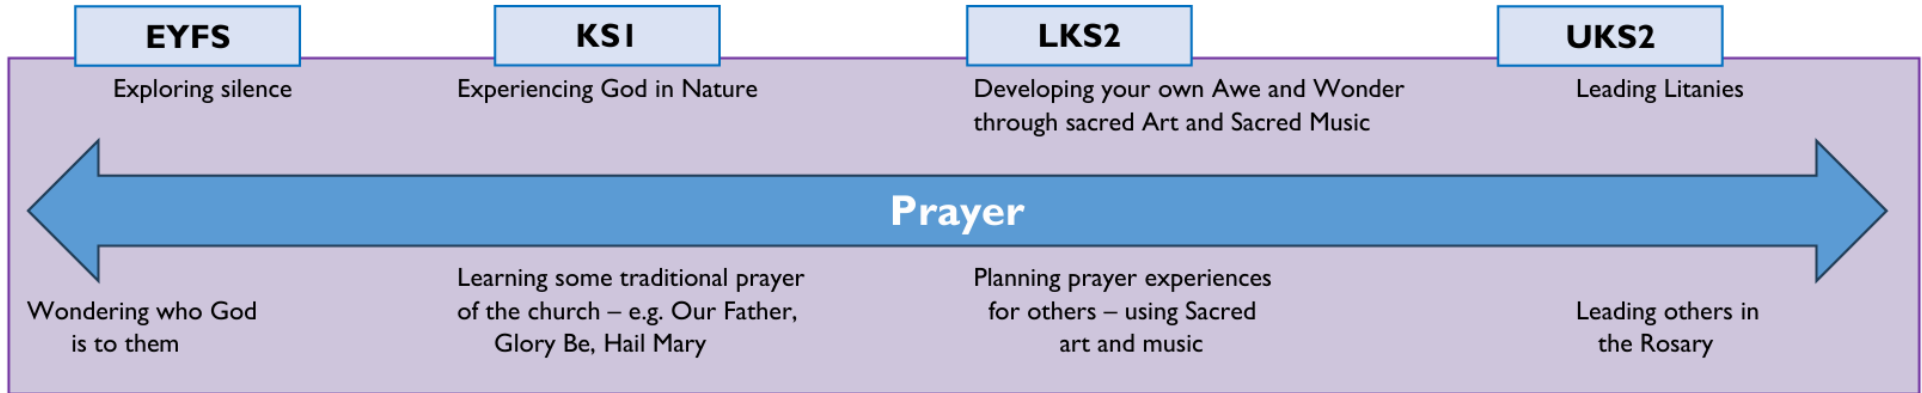 EYFS
KS1
LKS2
UKS2
Exploring silence
Experiencing God in Nature
Developing your own Awe and Wonder
through sacred Art and Sacred Music
Leading Litanies
Prayer
Wondering who God
is to them
Learning some traditional prayer
of the church – e.g. Our Father,
Glory Be, Hail Mary
Planning prayer experiences
for others – using Sacred
art and music
Leading others in
the Rosary